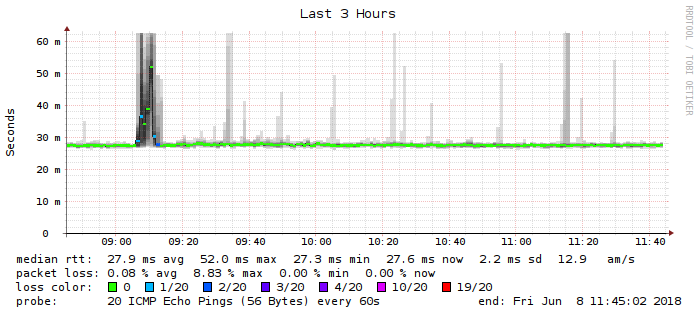 Last 3 Hours
RRDTOOL / TOBI OETIKER
Seconds
60 m
50 m
40 m
30 m
20 m
10 m
0
09:00 09:20 09:40 10:00 10:20 10:40 11:00 11:20 11:40
median rtt: 27.9 ms avg 52.0 ms max 27.3 ms min 27.6 ms now 2.2 ms sd 12.9 am/s
packet loss: 0.08 % avg 8.83 % max 0.00 % min 0.00 % now
loss color: 0 1/20 2/20 3/20 4/20 10/20 19/20
probe: 20 ICMP Echo Pings (56 Bytes) every 60s end: Fri Jun 8 11:45:02 2018